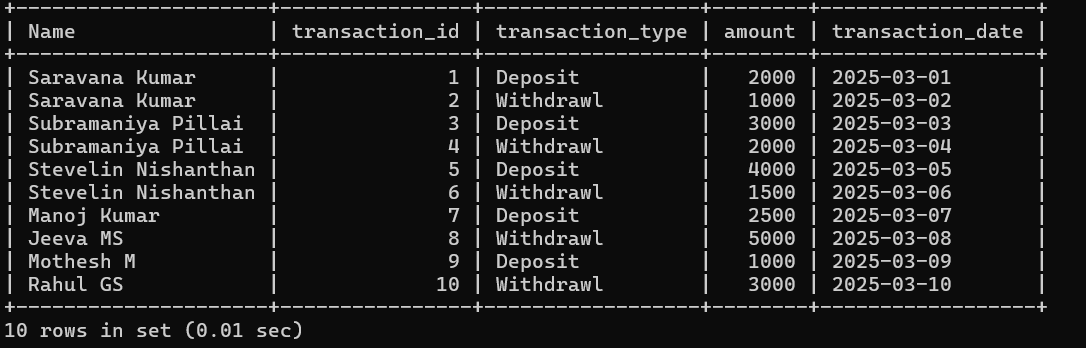 +----------------------+----------------+------------------+--------+------------------+
| Name                 | transaction_id | transaction_type | amount | transaction_date |
+----------------------+----------------+------------------+--------+------------------+
| Saravana Kumar       |              1 | Deposit          |   2000 | 2025-03-01       |
| Saravana Kumar       |              2 | Withdrawl        |   1000 | 2025-03-02       |
| Subramaniya Pillai   |              3 | Deposit          |   3000 | 2025-03-03       |
| Subramaniya Pillai   |              4 | Withdrawl        |   2000 | 2025-03-04       |
| Stevelin Nishanthan  |              5 | Deposit          |   4000 | 2025-03-05       |
| Stevelin Nishanthan  |              6 | Withdrawl        |   1500 | 2025-03-06       |
| Manoj Kumar          |              7 | Deposit          |   2500 | 2025-03-07       |
| Jeeva MS             |              8 | Withdrawl        |   5000 | 2025-03-08       |
| Mothesh M            |              9 | Deposit          |   1000 | 2025-03-09       |
| Rahul GS             |             10 | Withdrawl        |   3000 | 2025-03-10       |
+----------------------+----------------+------------------+--------+------------------+
10 rows in set (0.01 sec)